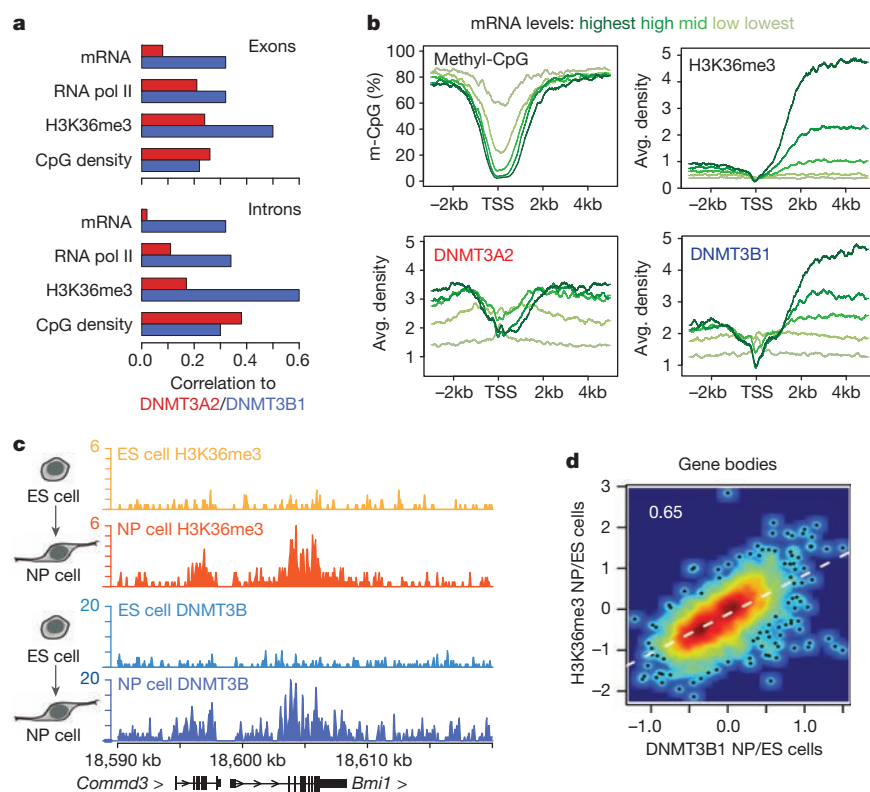 a
Exons
mRNA
RNA pol II
H3K36me3
CpG density
Introns
mRNA
RNA pol II
H3K36me3
CpG density
0.0 0.2 0.4 0.6
Correlation to
DNMT3A2/DNMT3B1
b
mRNA levels: highest high mid low lowest
Methyl-CpG
m-CpG (%)
100
80
60
40
20
0
−2kb TSS 2kb 4kb
H3K36me3
Avg. density
5
4
3
2
1
0
−2kb TSS 2kb 4kb
DNMT3A2
Avg. density
5
4
3
2
1
−2kb TSS 2kb 4kb
DNMT3B1
Avg. density
5
4
3
2
1
−2kb TSS 2kb 4kb
c
ES cell
NP cell
ES cell
NP cell
6
ES cell H3K36me3
6
NP cell H3K36me3
20
ES cell DNMT3B
20
NP cell DNMT3B
18,590 kb 18,600 kb 18,610 kb
Commd3 > Bmi1 >
d
Gene bodies
0.65
H3K36me3 NP/ES cells
3
2
1
0
−1
−2
−1.0 0.0 1.0
DNMT3B1 NP/ES cells